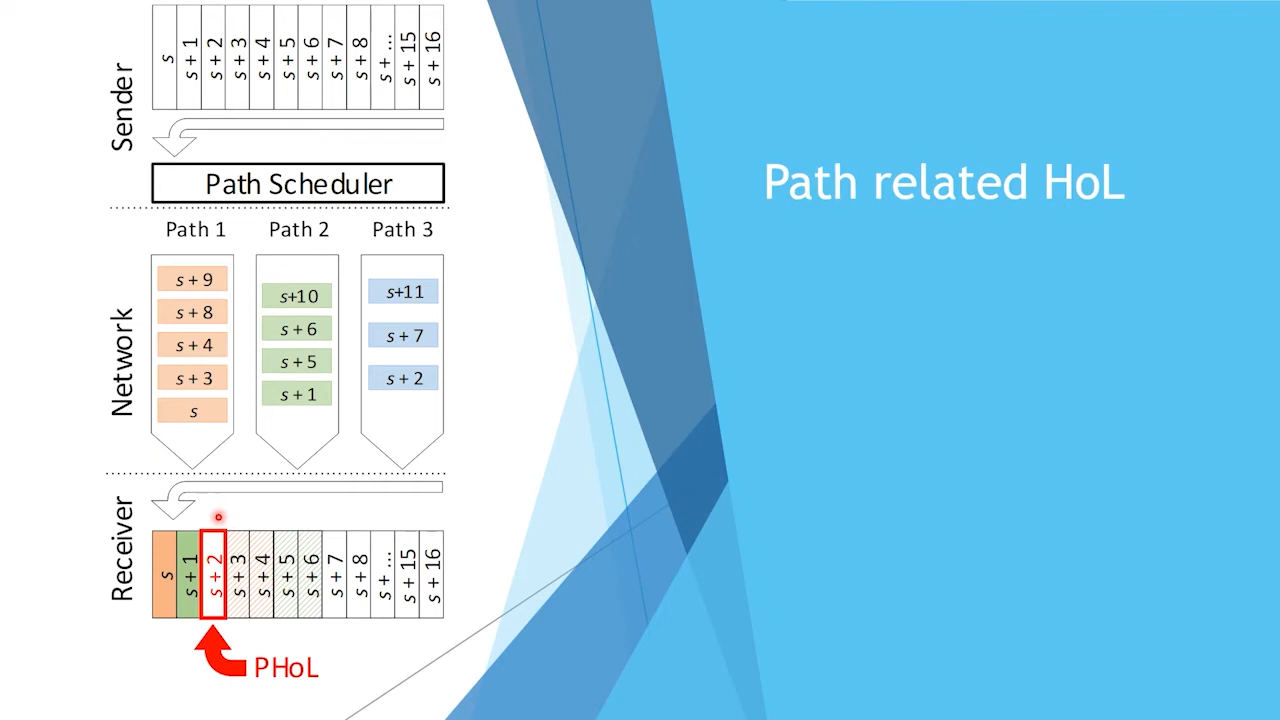 Sender
s
s + 1
s + 2
s + 3
s + 4
s + 5
s + 6
s + 7
s + 8
s + ...
s + 15
s + 16
Path Scheduler
Path 1
Path 2
Path 3
Network
s + 9
s + 8
s + 4
s + 3
s
s+10
s + 6
s + 5
s + 1
s+11
s + 7
s + 2
Receiver
s
s + 1
s + 2
s + 3
s + 4
s + 5
s + 6
s + 7
s + 8
s + ...
s + 15
s + 16
PHoL
Path related HoL